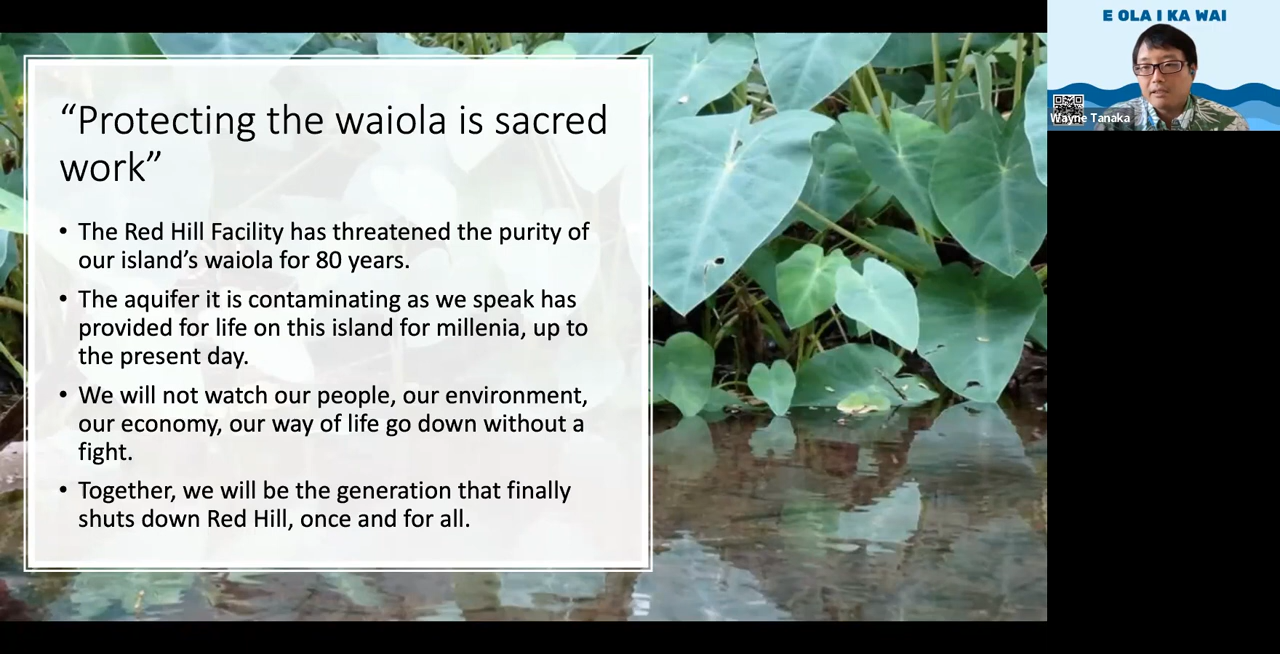 “Protecting the waiola is sacred
work”
• The Red Hill Facility has threatened the purity of
our island’s waiola for 80 years.
• The aquifer it is contaminating as we speak has
provided for life on this island for millenia, up to
the present day.
• We will not watch our people, our environment,
our economy, our way of life go down without a
fight.
• Together, we will be the generation that finally
shuts down Red Hill, once and for all.
E OLA I KA WAI
Wayne Tanaka